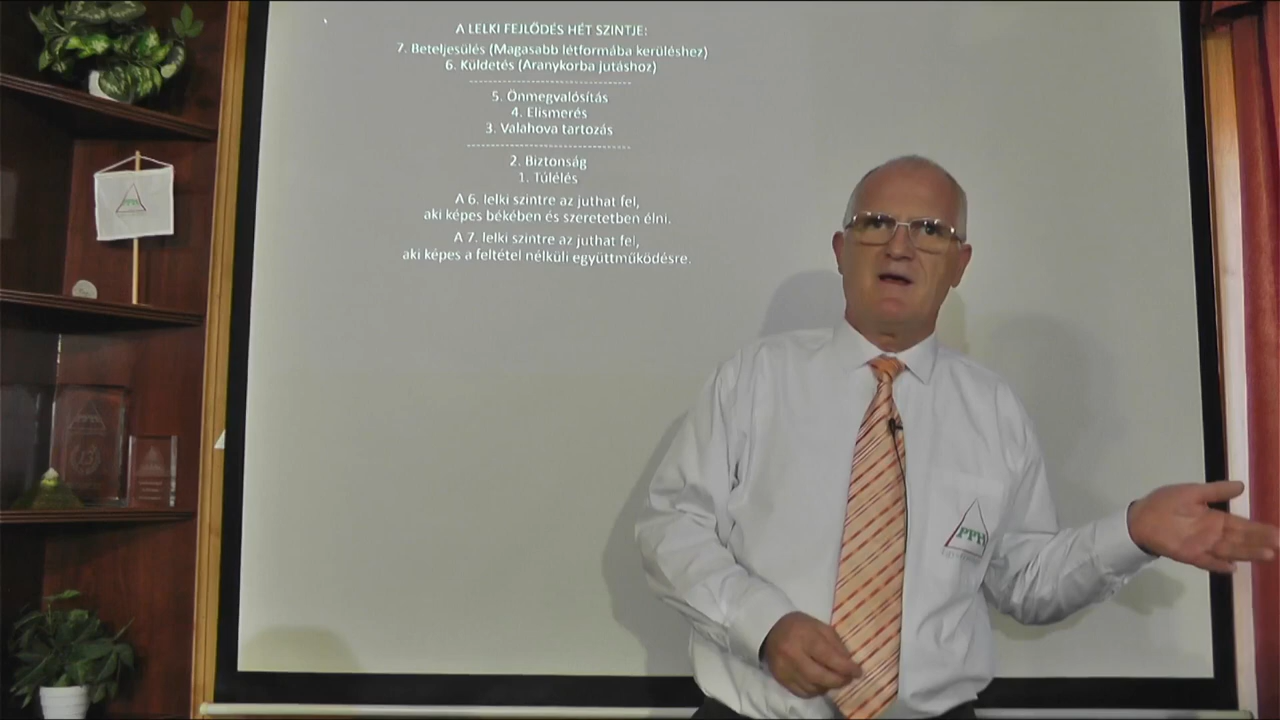 A LELKI FEJLŐDÉS HÉT SZINTJE:
7. Beteljesülés (Magasabb létformába kerüléshez)
6. Küldetés (Aranykorba jutáshoz)
5. Önmegvalósítás
4. Elismerés
3. Valahova tartozás
2. Biztonság
1. Túlélés
A 6. lelki szintre az juthat fel,
aki képes békében és szeretetben élni.
A 7. lelki szintre az juthat fel,
aki képes a feltétel nélküli együttműködésre.
PPH